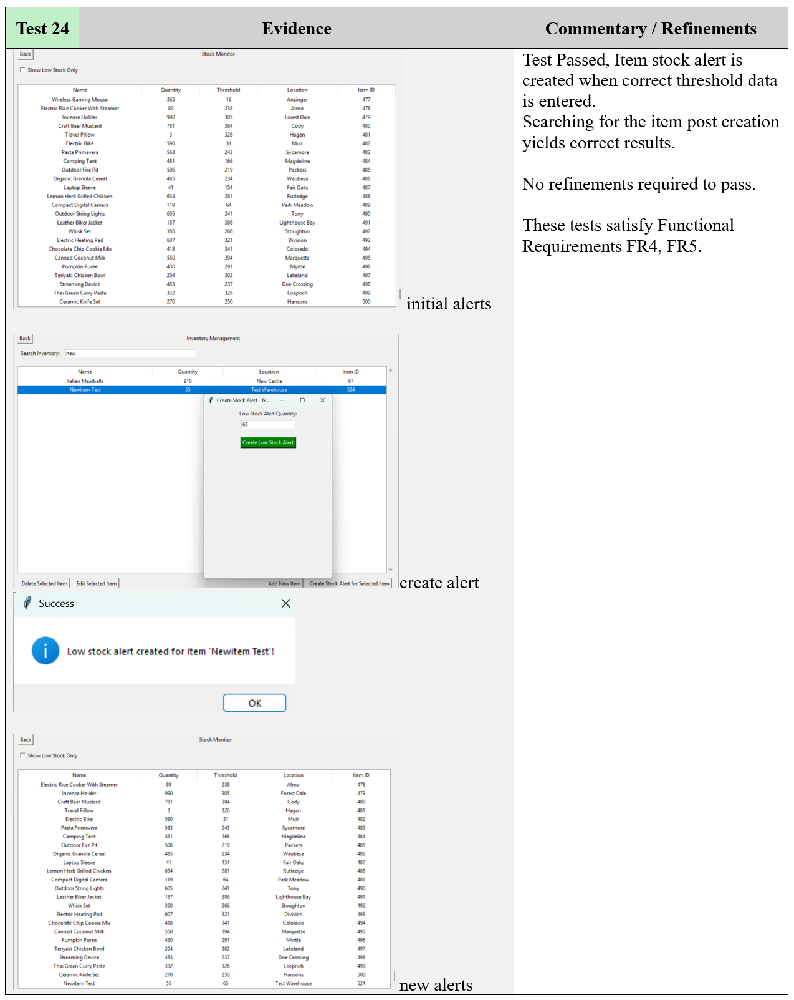 Test 24 Evidence Commentary / Refinements
Back Stock Monitor
Show Low Stock Only
Name Quantity Threshold Location Item ID
Wireless Gaming Mouse 365 16 Anzinger 477
Electric Rice Cooker With Steamer 89 238 Almo 478
Incense Holder 990 305 Forest Dale 479
Craft Beer Mustard 781 384 Cody 480
Travel Pillow 3 326 Hagan 481
Electric Bike 590 31 Muir 482
Pasta Primavera 563 243 Sycamore 483
Camping Tent 481 166 Magdeline 484
Outdoor Fire Pit 506 219 Packers 485
Organic Granola Cereal 485 234 Waubesa 486
Laptop Sleeve 41 154 Fair Oaks 487
Lemon Herb Grilled Chicken 634 281 Rutledge 488
Compact Digital Camera 119 64 Park Meadow 489
Outdoor String Lights 605 241 Tony 490
Leather Biker Jacket 187 386 Lighthouse Bay 491
Whisk Set 350 266 Stoughton 492
Electric Heating Pad 607 321 Division 493
Chocolate Chip Cookie Mix 418 341 Colorado 494
Canned Coconut Milk 550 394 Marquette 495
Pumpkin Puree 430 291 Myrtle 496
Teriyaki Chicken Bowl 204 302 Lakeland 497
Streaming Device 453 237 Doe Crossing 498
Thai Green Curry Paste 332 326 Loeprich 499
Ceramic Knife Set 270 250 Hansons 500
initial alerts
Back Inventory Management
Search Inventory: new
Name Quantity Location Item ID
Italian Meatballs 910 New Castle 67
Newitem Test 55 Test Warehouse 524
Create Stock Alert - N...
Low Stock Alert Quantity:
65
Create Low Stock Alert
Delete Selected Item Edit Selected Item Add New Item Create Stock Alert for Selected Item
create alert
Success
Low stock alert created for item 'Newitem Test'!
OK
Back Stock Monitor
Show Low Stock Only
Name Quantity Threshold Location Item ID
Electric Rice Cooker With Steamer 89 238 Almo 478
Incense Holder 990 305 Forest Dale 479
Craft Beer Mustard 781 384 Cody 480
Travel Pillow 3 326 Hagan 481
Electric Bike 590 31 Muir 482
Pasta Primavera 563 243 Sycamore 483
Camping Tent 481 166 Magdeline 484
Outdoor Fire Pit 506 219 Packers 485
Organic Granola Cereal 485 234 Waubesa 486
Laptop Sleeve 41 154 Fair Oaks 487
Lemon Herb Grilled Chicken 634 281 Rutledge 488
Compact Digital Camera 119 64 Park Meadow 489
Outdoor String Lights 605 241 Tony 490
Leather Biker Jacket 187 386 Lighthouse Bay 491
Whisk Set 350 266 Stoughton 492
Electric Heating Pad 607 321 Division 493
Chocolate Chip Cookie Mix 418 341 Colorado 494
Canned Coconut Milk 550 394 Marquette 495
Pumpkin Puree 430 291 Myrtle 496
Teriyaki Chicken Bowl 204 302 Lakeland 497
Streaming Device 453 237 Doe Crossing 498
Thai Green Curry Paste 332 326 Loeprich 499
Ceramic Knife Set 270 250 Hansons 500
Newitem Test 55 65 Test Warehouse 524
new alerts
Test Passed, Item stock alert is
created when correct threshold data
is entered.
Searching for the item post creation
yields correct results.
No refinements required to pass.
These tests satisfy Functional
Requirements FR4, FR5.